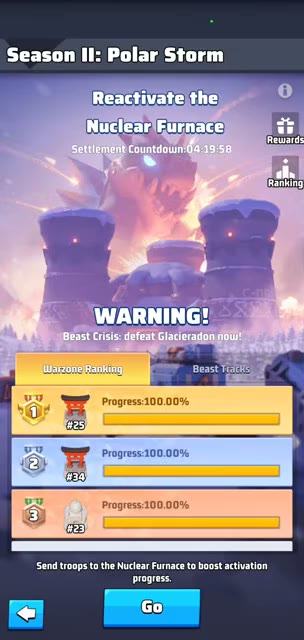 Season II: Polar Storm
Reactivate the
Nuclear Furnace
Settlement Countdown:04:19:58
Rewards
Ranking
WARNING!
Beast Crisis: defeat Glacieradon now!
Warzone Ranking
Beast Tracks
1
#25
Progress:100.00%
2
#34
Progress:100.00%
3
#23
Progress:100.00%
Send troops to the Nuclear Furnace to boost activation
progress.
Go